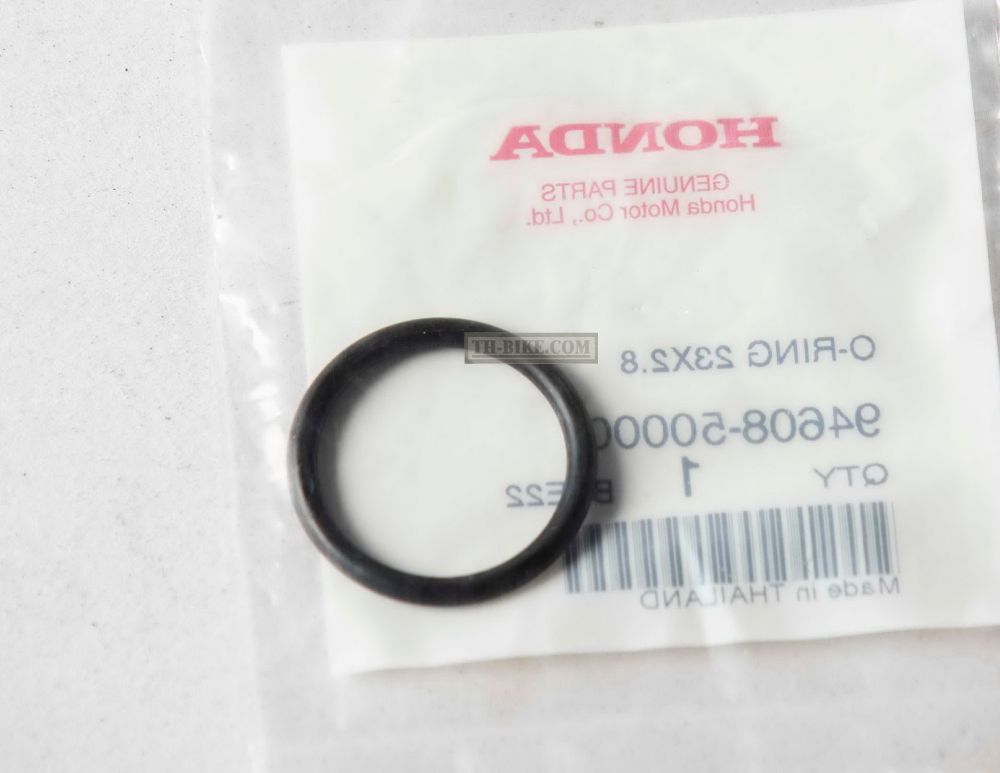 HONDA
GENUINE PARTS
Honda Motor Co., Ltd.
TH-BIKE.COM
O-RING 23X2.8
94608-50000
QTY 1
Made in THAILAND